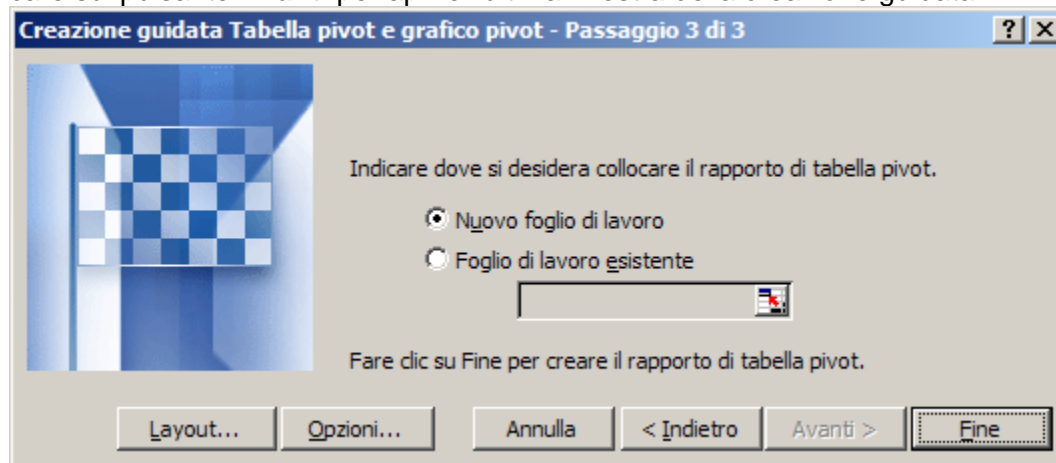 Creazione guidata Tabella pivot e grafico pivot - Passaggio 3 di 3
Indicare dove si desidera collocare il rapporto di tabella pivot.
Nuovo foglio di lavoro
Foglio di lavoro esistente
Fare clic su Fine per creare il rapporto di tabella pivot.
Layout... Opzioni... Annulla < Indietro Avanti > Fine